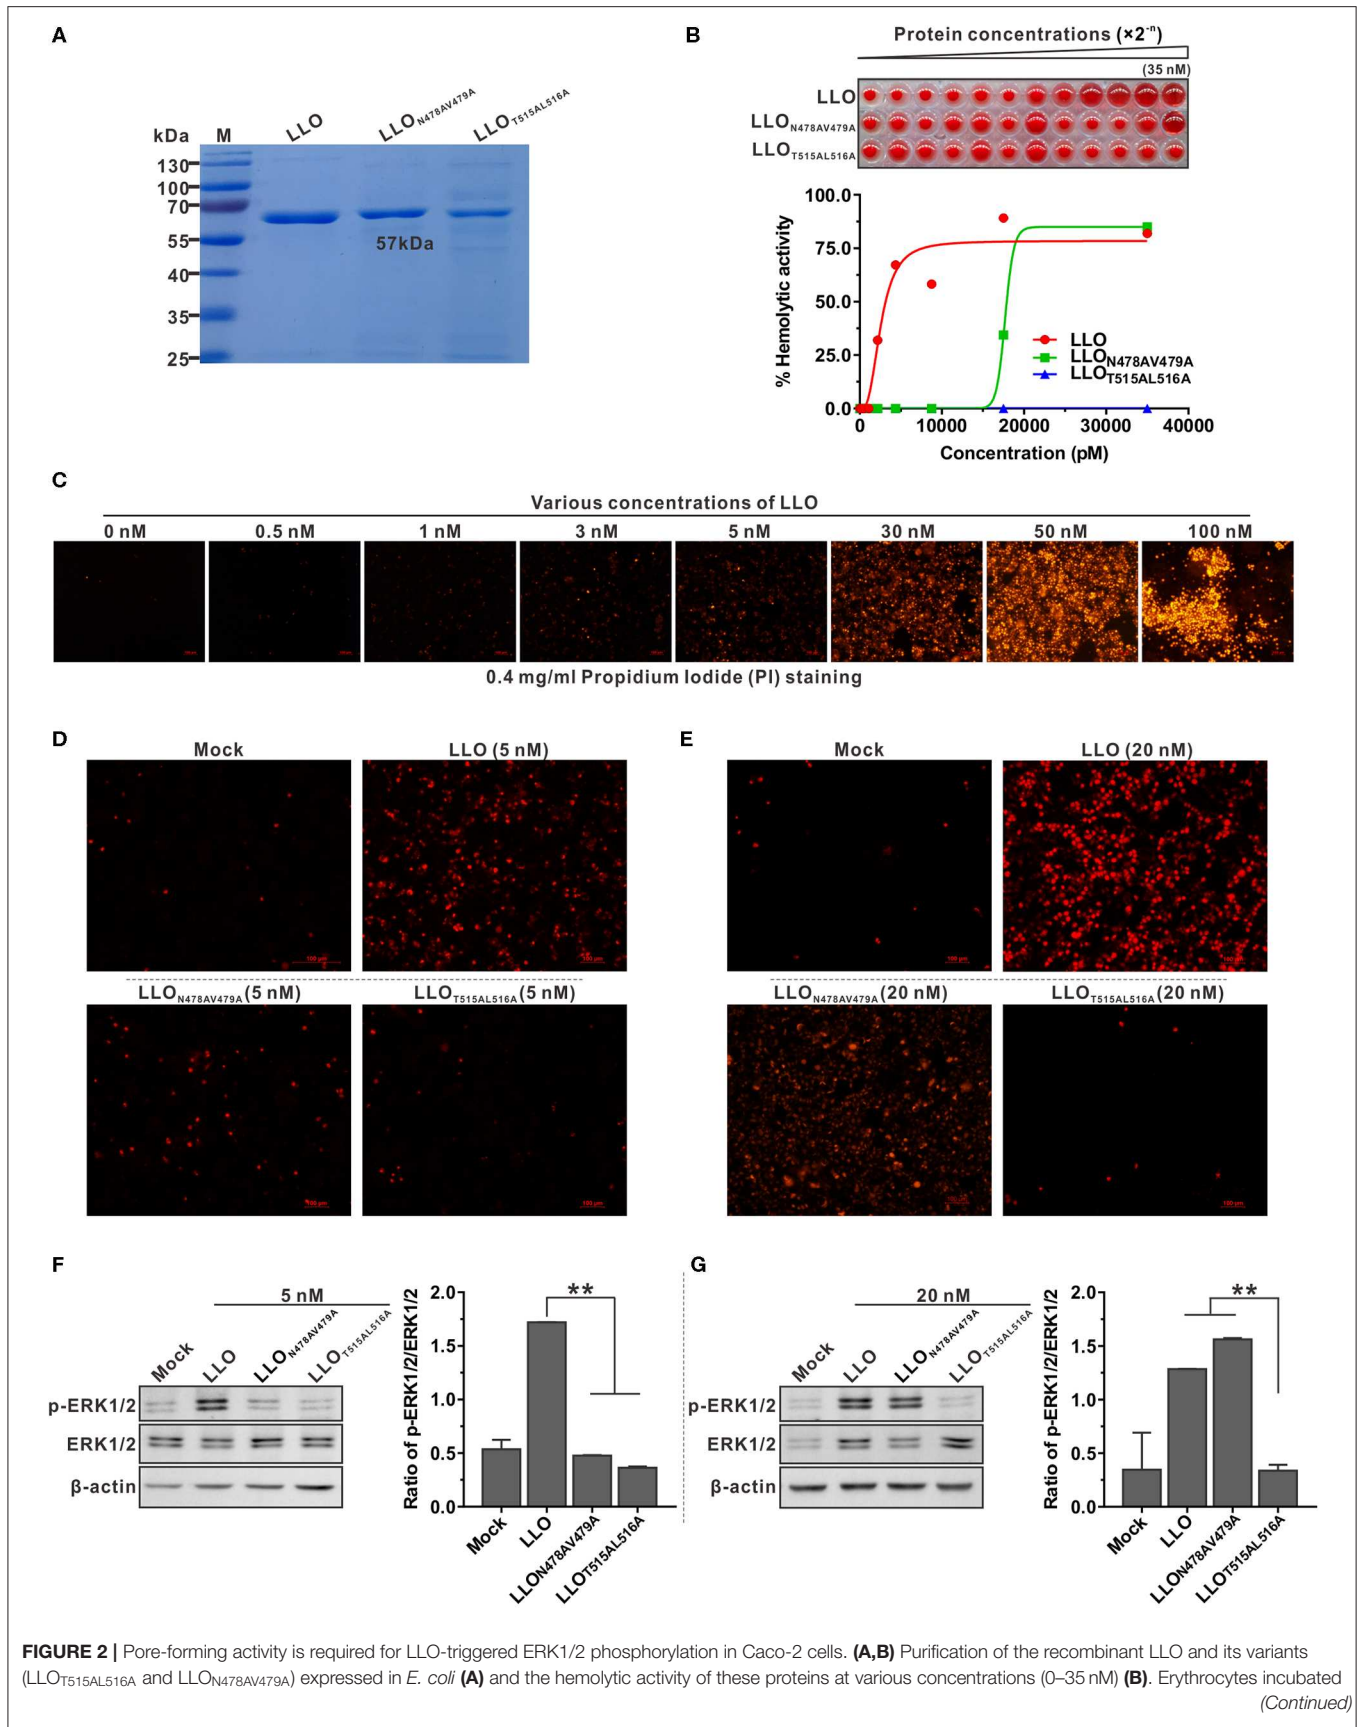 A
kDa
M
LLO
LLON478AV479A
LLOT515AL516A
130
100
70
55
40
35
25
57kDa
B
Protein concentrations (×2⁻ⁿ)
(35 nM)
LLO
LLON478AV479A
LLOT515AL516A
100.0
75.0
50.0
25.0
0.0
% Hemolytic activity
LLO
LLON478AV479A
LLOT515AL516A
0 10000 20000 30000 40000
Concentration (pM)
C
Various concentrations of LLO
0 nM 0.5 nM 1 nM 3 nM 5 nM 30 nM 50 nM 100 nM
0.4 mg/ml Propidium Iodide (PI) staining
D
Mock LLO (5 nM)
100 μm
LLON478AV479A (5 nM) LLOT515AL516A (5 nM)
100 μm 100 μm
E
Mock LLO (20 nM)
100 μm
LLON478AV479A (20 nM) LLOT515AL516A (20 nM)
100 μm
F
5 nM
Mock LLO LLON478AV479A LLOT515AL516A
p-ERK1/2
ERK1/2
β-actin
Ratio of p-ERK1/2/ERK1/2
2.0
1.5
1.0
0.5
0.0
**
Mock LLO LLON478AV479A LLOT515AL516A
G
20 nM
Mock LLO LLON478AV479A LLOT515AL516A
p-ERK1/2
ERK1/2
β-actin
Ratio of p-ERK1/2/ERK1/2
2.0
1.5
1.0
0.5
0.0
**
Mock LLO LLON478AV479A LLOT515AL516A
FIGURE 2 | Pore-forming activity is required for LLO-triggered ERK1/2 phosphorylation in Caco-2 cells. (A,B) Purification of the recombinant LLO and its variants
(LLOT515AL516A and LLON478AV479A) expressed in E. coli (A) and the hemolytic activity of these proteins at various concentrations (0–35 nM) (B). Erythrocytes incubated
(Continued)